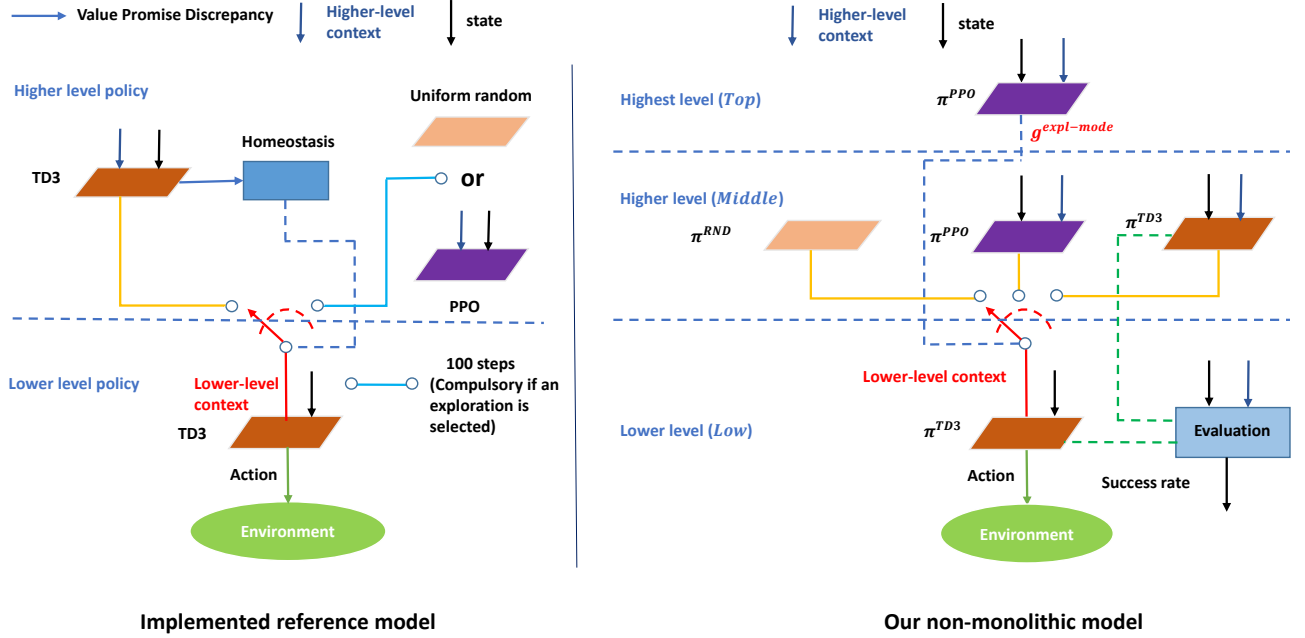 Value Promise Discrepancy
Higher-level
context
state
Higher level policy
Uniform random
Homeostasis
TD3
or
PPO
Lower level policy
Lower-level
context
100 steps
(Compulsory if an
exploration is
selected)
TD3
Action
Environment
Implemented reference model
Higher-level
context
state
Highest level (Top)
π^PPO
g^expl−mode
Higher level (Middle)
π^RND
π^PPO
π^TD3
Lower-level context
Lower level (Low)
π^TD3
Evaluation
Action
Success rate
Environment
Our non-monolithic model